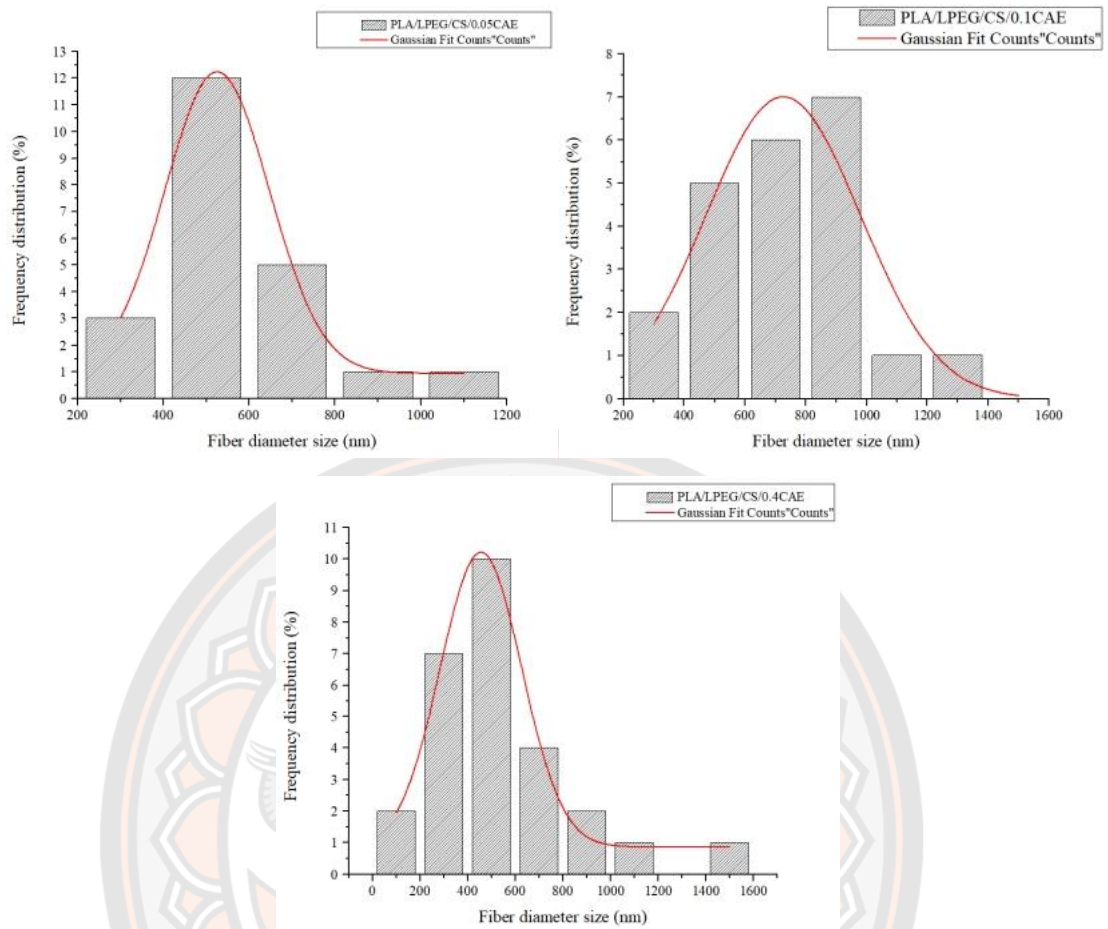 PLA/LPEG/CS/0.05CAE
Gaussian Fit Counts"Counts"
13
12
11
10
9
8
7
6
5
4
3
2
1
0
Frequency distribution (%)
200 400 600 800 1000 1200
Fiber diameter size (nm)
PLA/LPEG/CS/0.1CAE
Gaussian Fit Counts"Counts"
8
7
6
5
4
3
2
1
0
Frequency distribution (%)
200 400 600 800 1000 1200 1400 1600
Fiber diameter size (nm)
PLA/LPEG/CS/0.4CAE
Gaussian Fit Counts"Counts"
11
10
9
8
7
6
5
4
3
2
1
0
Frequency distribution (%)
0 200 400 600 800 1000 1200 1400 1600
Fiber diameter size (nm)